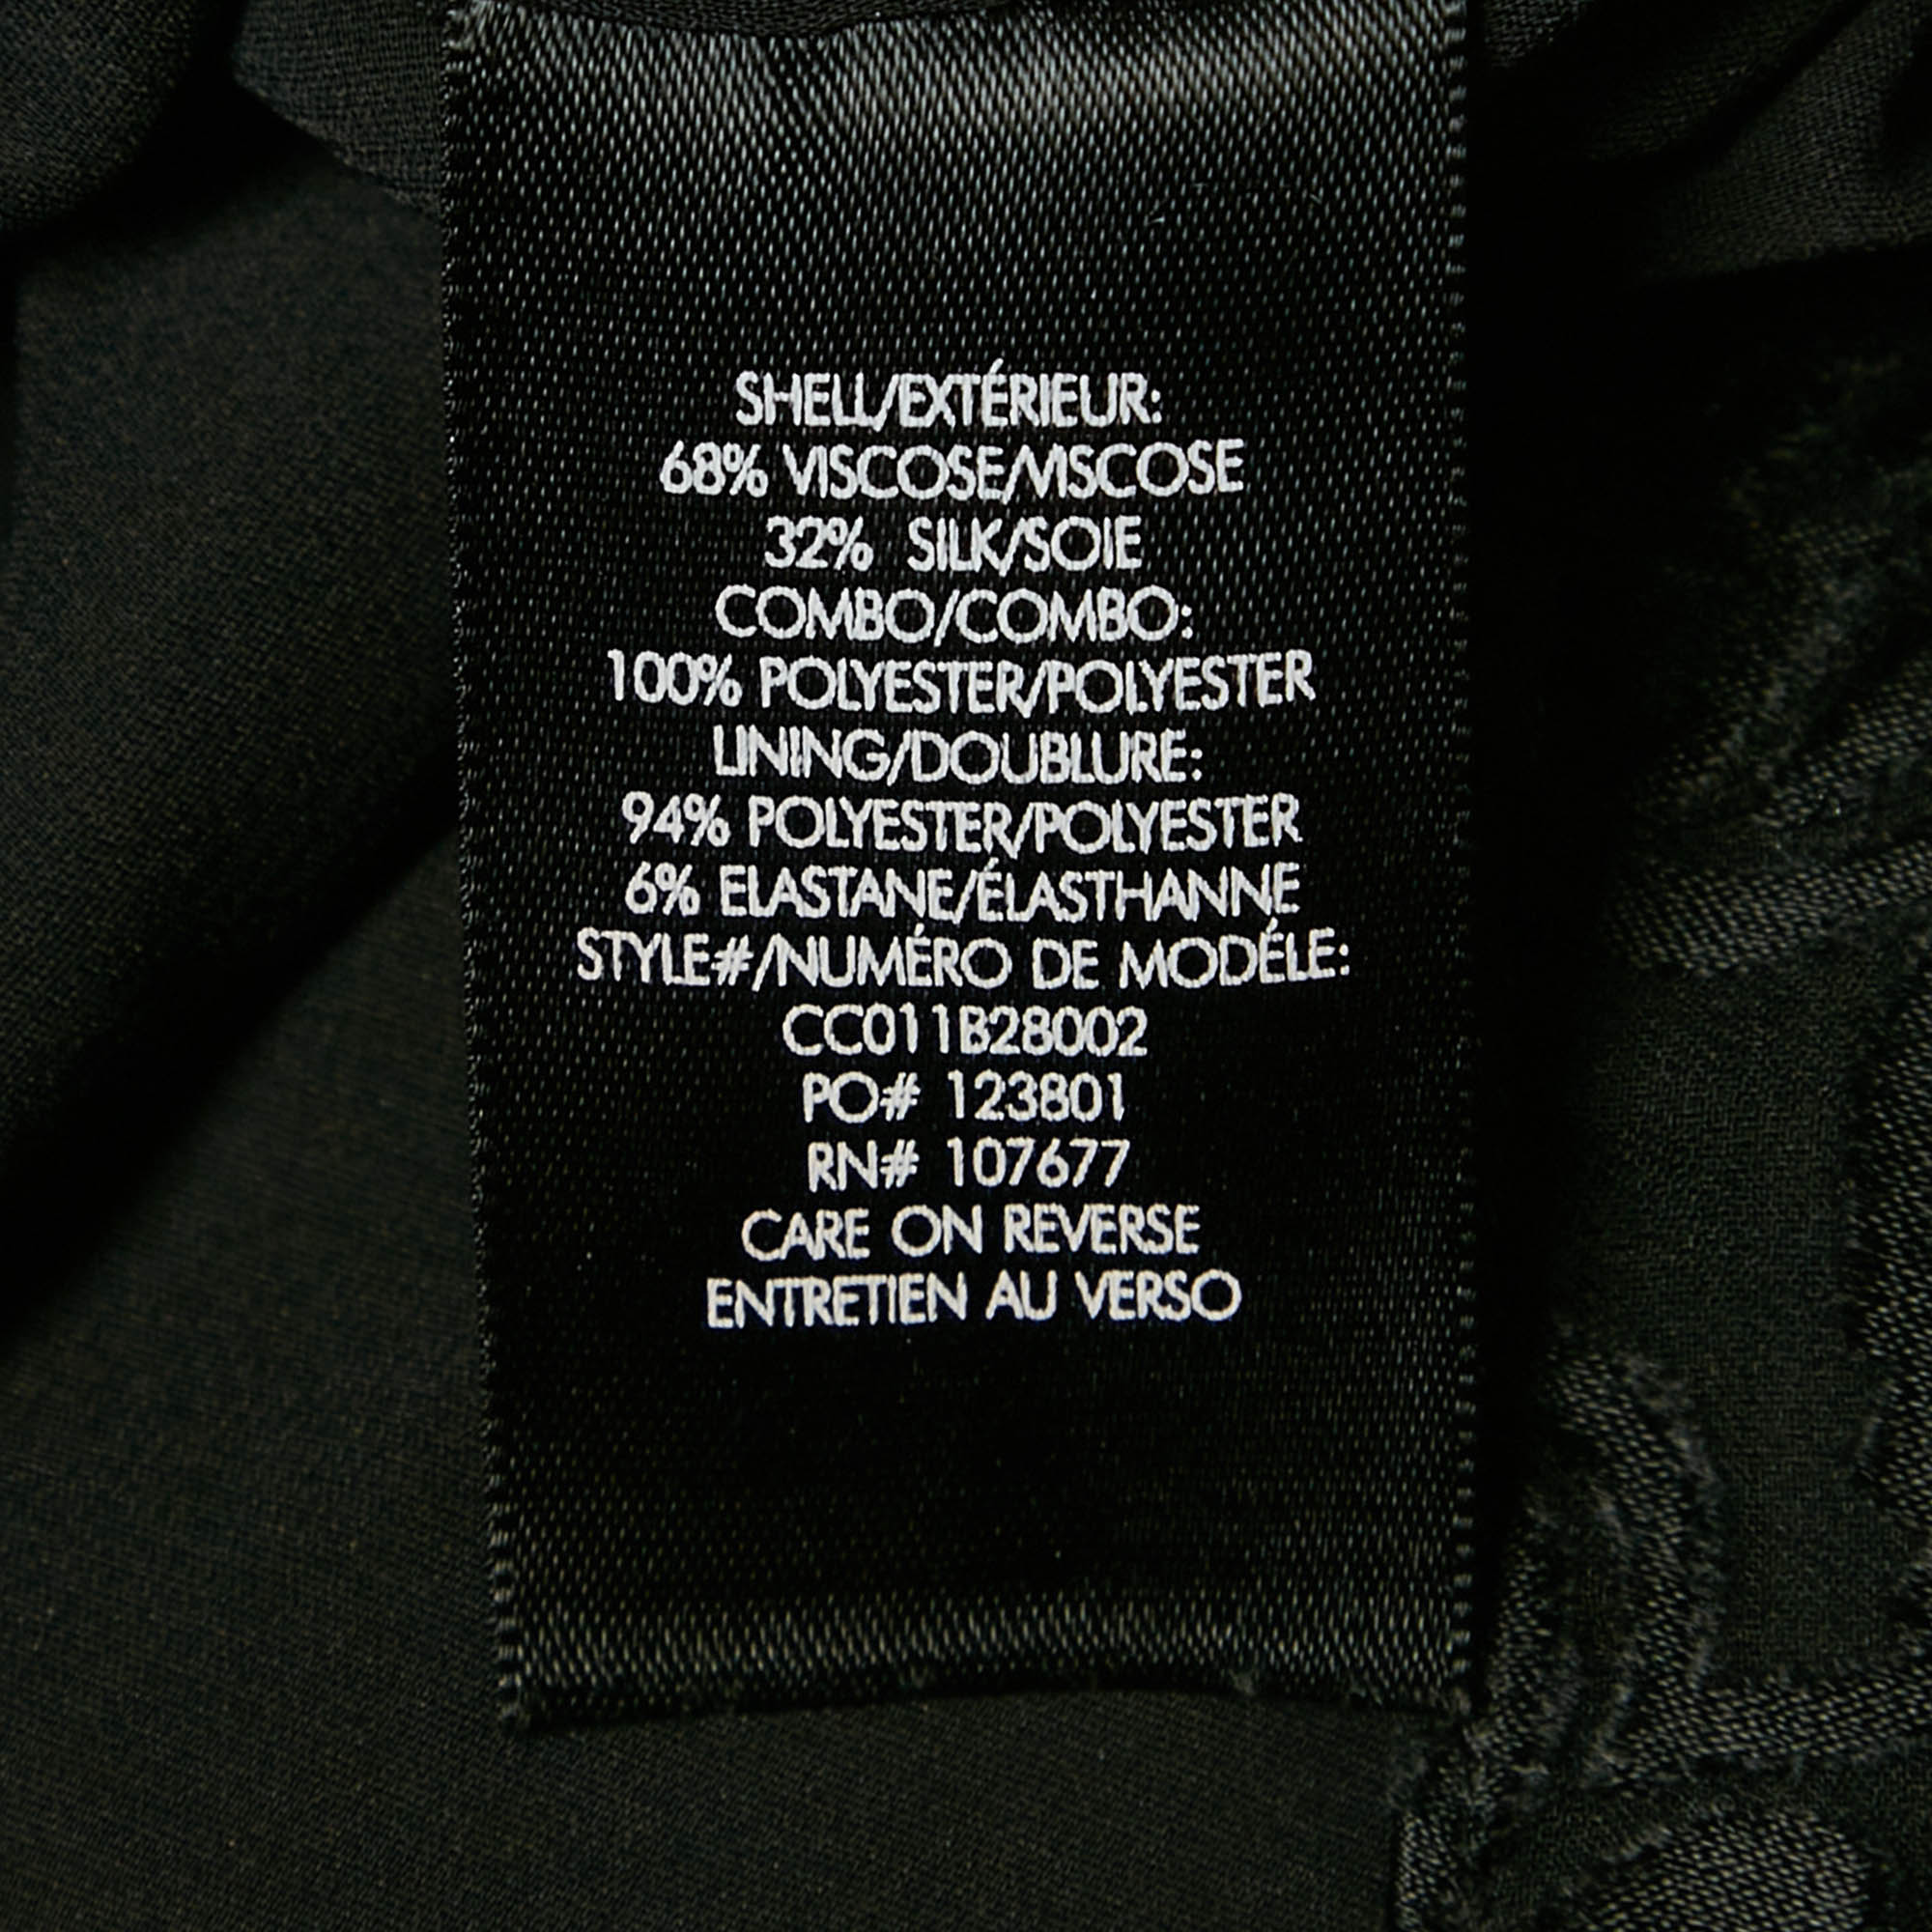 SHELL/EXTÉRIEUR:
68% VISCOSE/VISCOSE
32% SILK/SOIE
COMBO/COMBO:
100% POLYESTER/POLYESTER
LINING/DOUBLURE:
94% POLYESTER/POLYESTER
6% ELASTANE/ÉLASTHANNE
STYLE#/NUMÉRO DE MODÉLE:
CC011B28002
PO# 123801
RN# 107677
CARE ON REVERSE
ENTRETIEN AU VERSO